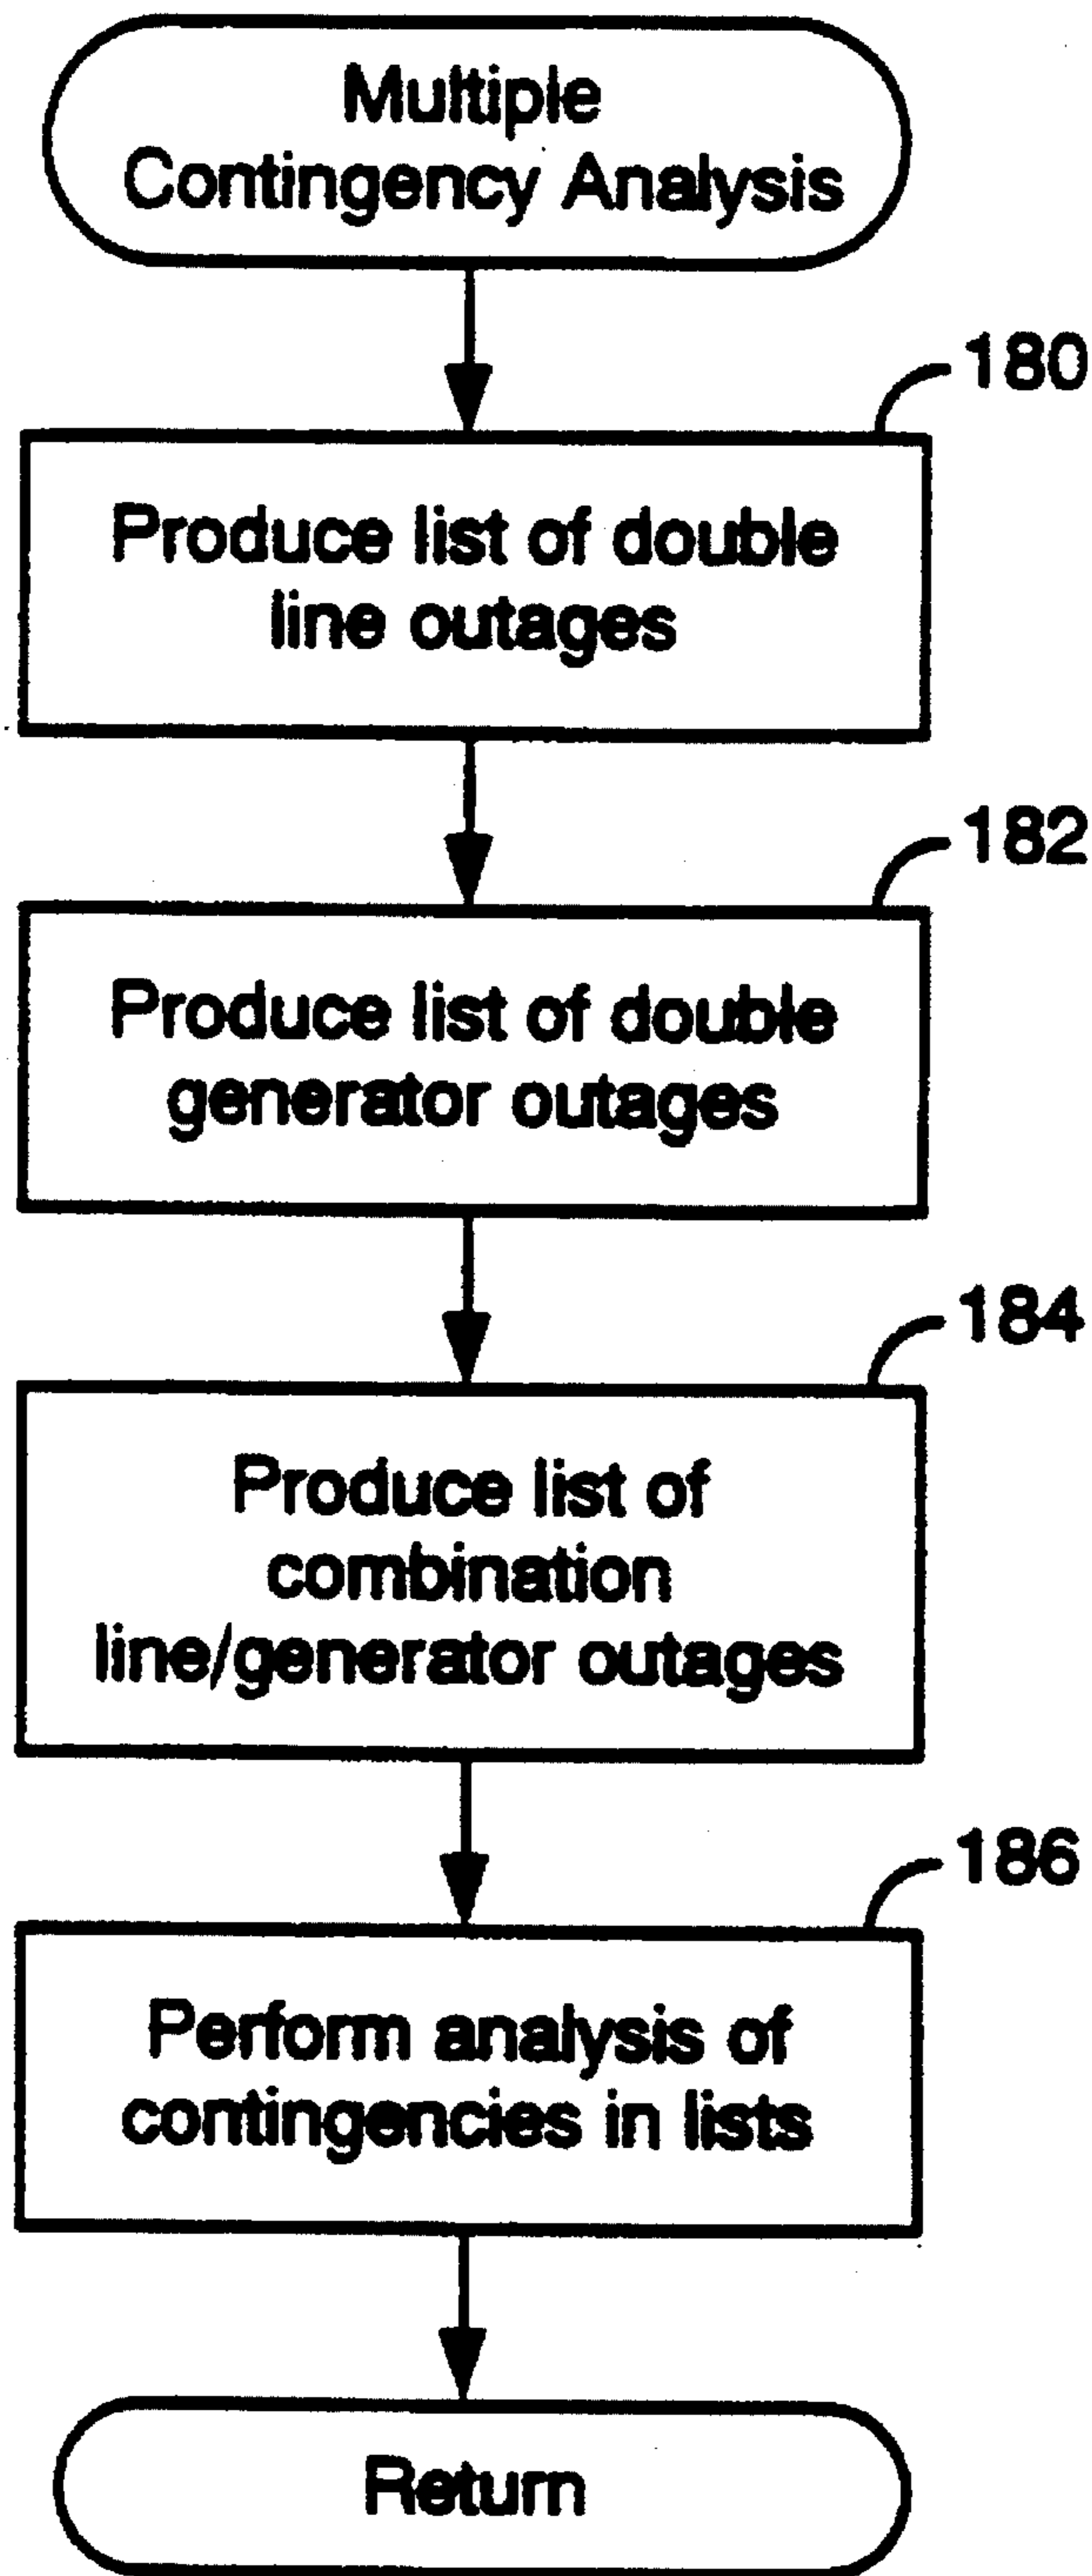 Multiple
Contingency Analysis
180
Produce list of double
line outages
182
Produce list of double
generator outages
184
Produce list of
combination
line/generator outages
186
Perform analysis of
contingencies in lists
Return